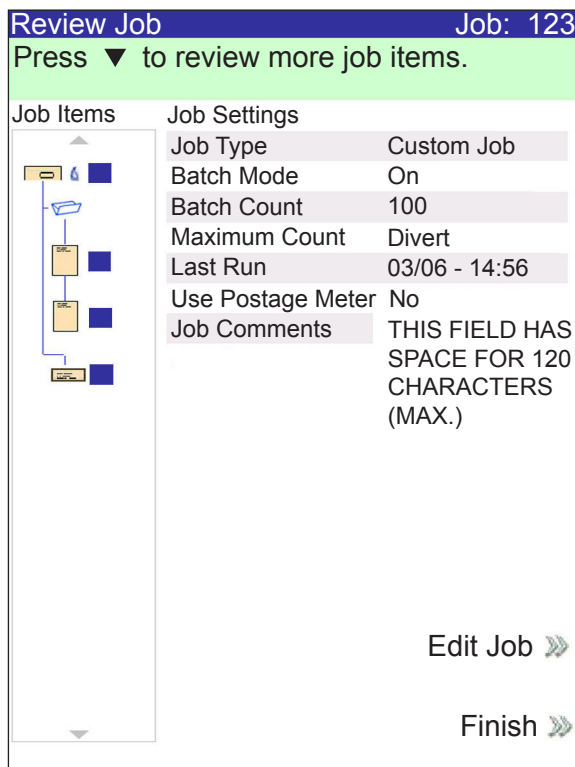 Review Job Job: 123
Press ▼ to review more job items.
Job Items Job Settings
Job Type Custom Job
Batch Mode On
Batch Count 100
Maximum Count Divert
Last Run 03/06 - 14:56
Use Postage Meter No
Job Comments THIS FIELD HAS
SPACE FOR 120
CHARACTERS
(MAX.)
Edit Job
Finish